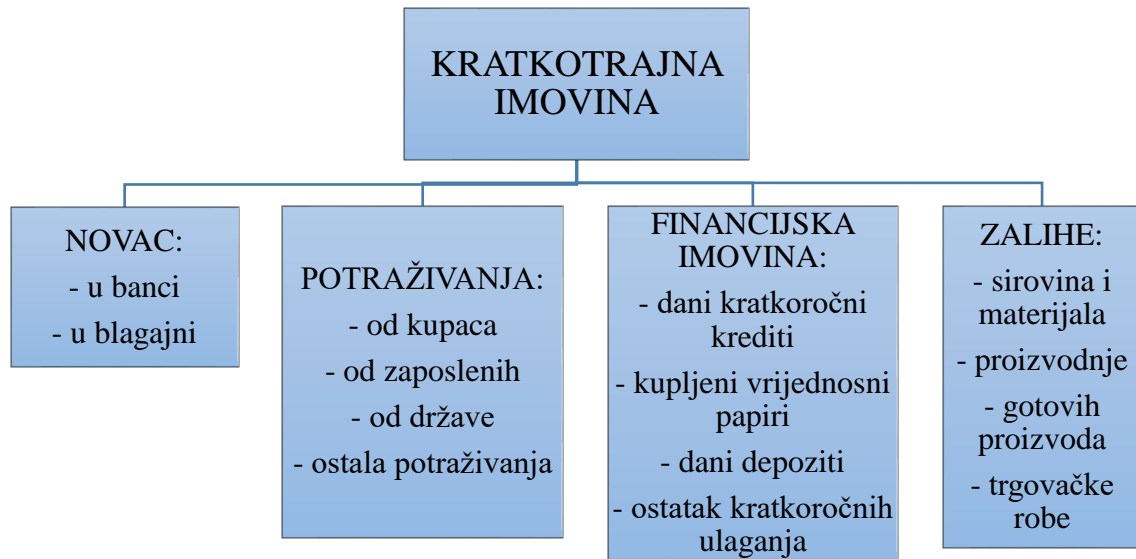 KRATKOTRAJNA
IMOVINA
NOVAC:
- u banci
- u blagajni
POTRAŽIVANJA:
- od kupaca
- od zaposlenih
- od države
- ostala potraživanja
FINANCIJSKA
IMOVINA:
- dani kratkoročni
krediti
- kupljeni vrijednosni
papiri
- dani depoziti
- ostatak kratkoročnih
ulaganja
ZALIHE:
- sirovina i
materijala
- proizvodnje
- gotovih
proizvoda
- trgovačke
robe